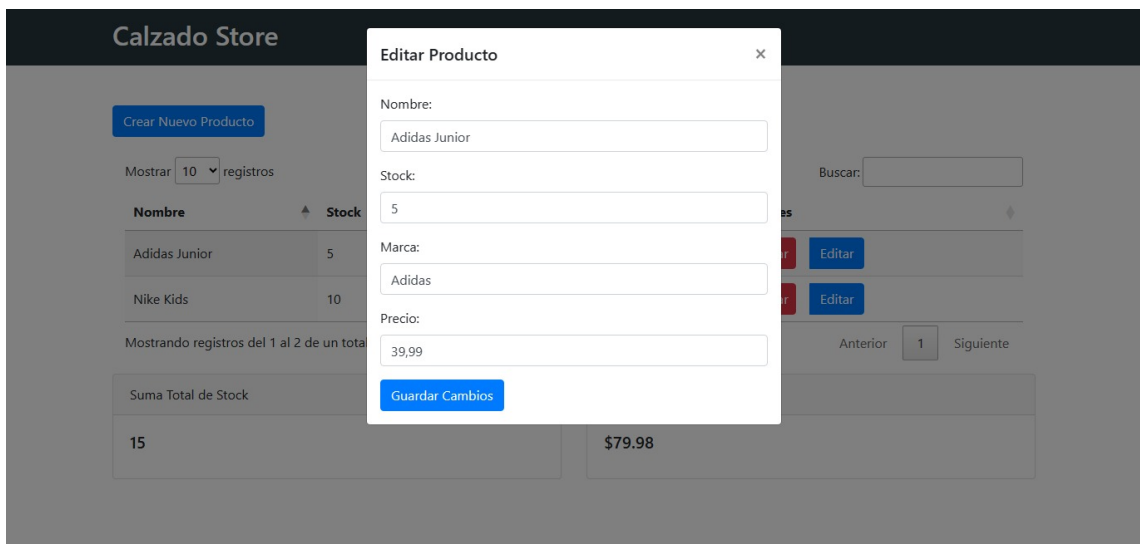 Calzado Store
Editar Producto ×
Nombre:
Crear Nuevo Producto
Adidas Junior
Mostrar 10 registros
Stock:
Buscar:
5
Nombre Stock
Marca:
Adidas Junior 5 Editar
Adidas
Nike Kids 10 Editar
Precio:
Mostrando registros del 1 al 2 de un total
39,99
Anterior 1 Siguiente
Suma Total de Stock
Guardar Cambios
15 $79.98